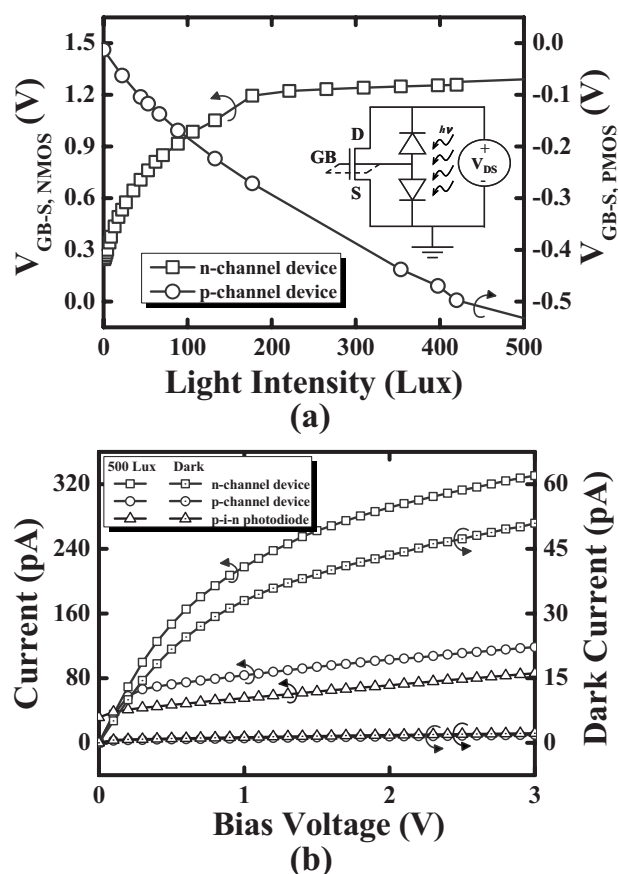 (a)
1.5
1.2
0.9
0.6
0.3
0.0
V_GB-S, NMOS (V)
0.0
-0.1
-0.2
-0.3
-0.4
-0.5
V_GB-S, PMOS (V)
D
GB
S
hν
+
V_DS
-
n-channel device
p-channel device
0 100 200 300 400 500
Light Intensity (Lux)
(a)
500 Lux Dark
n-channel device
p-channel device
p-i-n photodiode
320
240
160
80
0
Current (pA)
60
45
30
15
0
Dark Current (pA)
0 1 2 3
Bias Voltage (V)
(b)